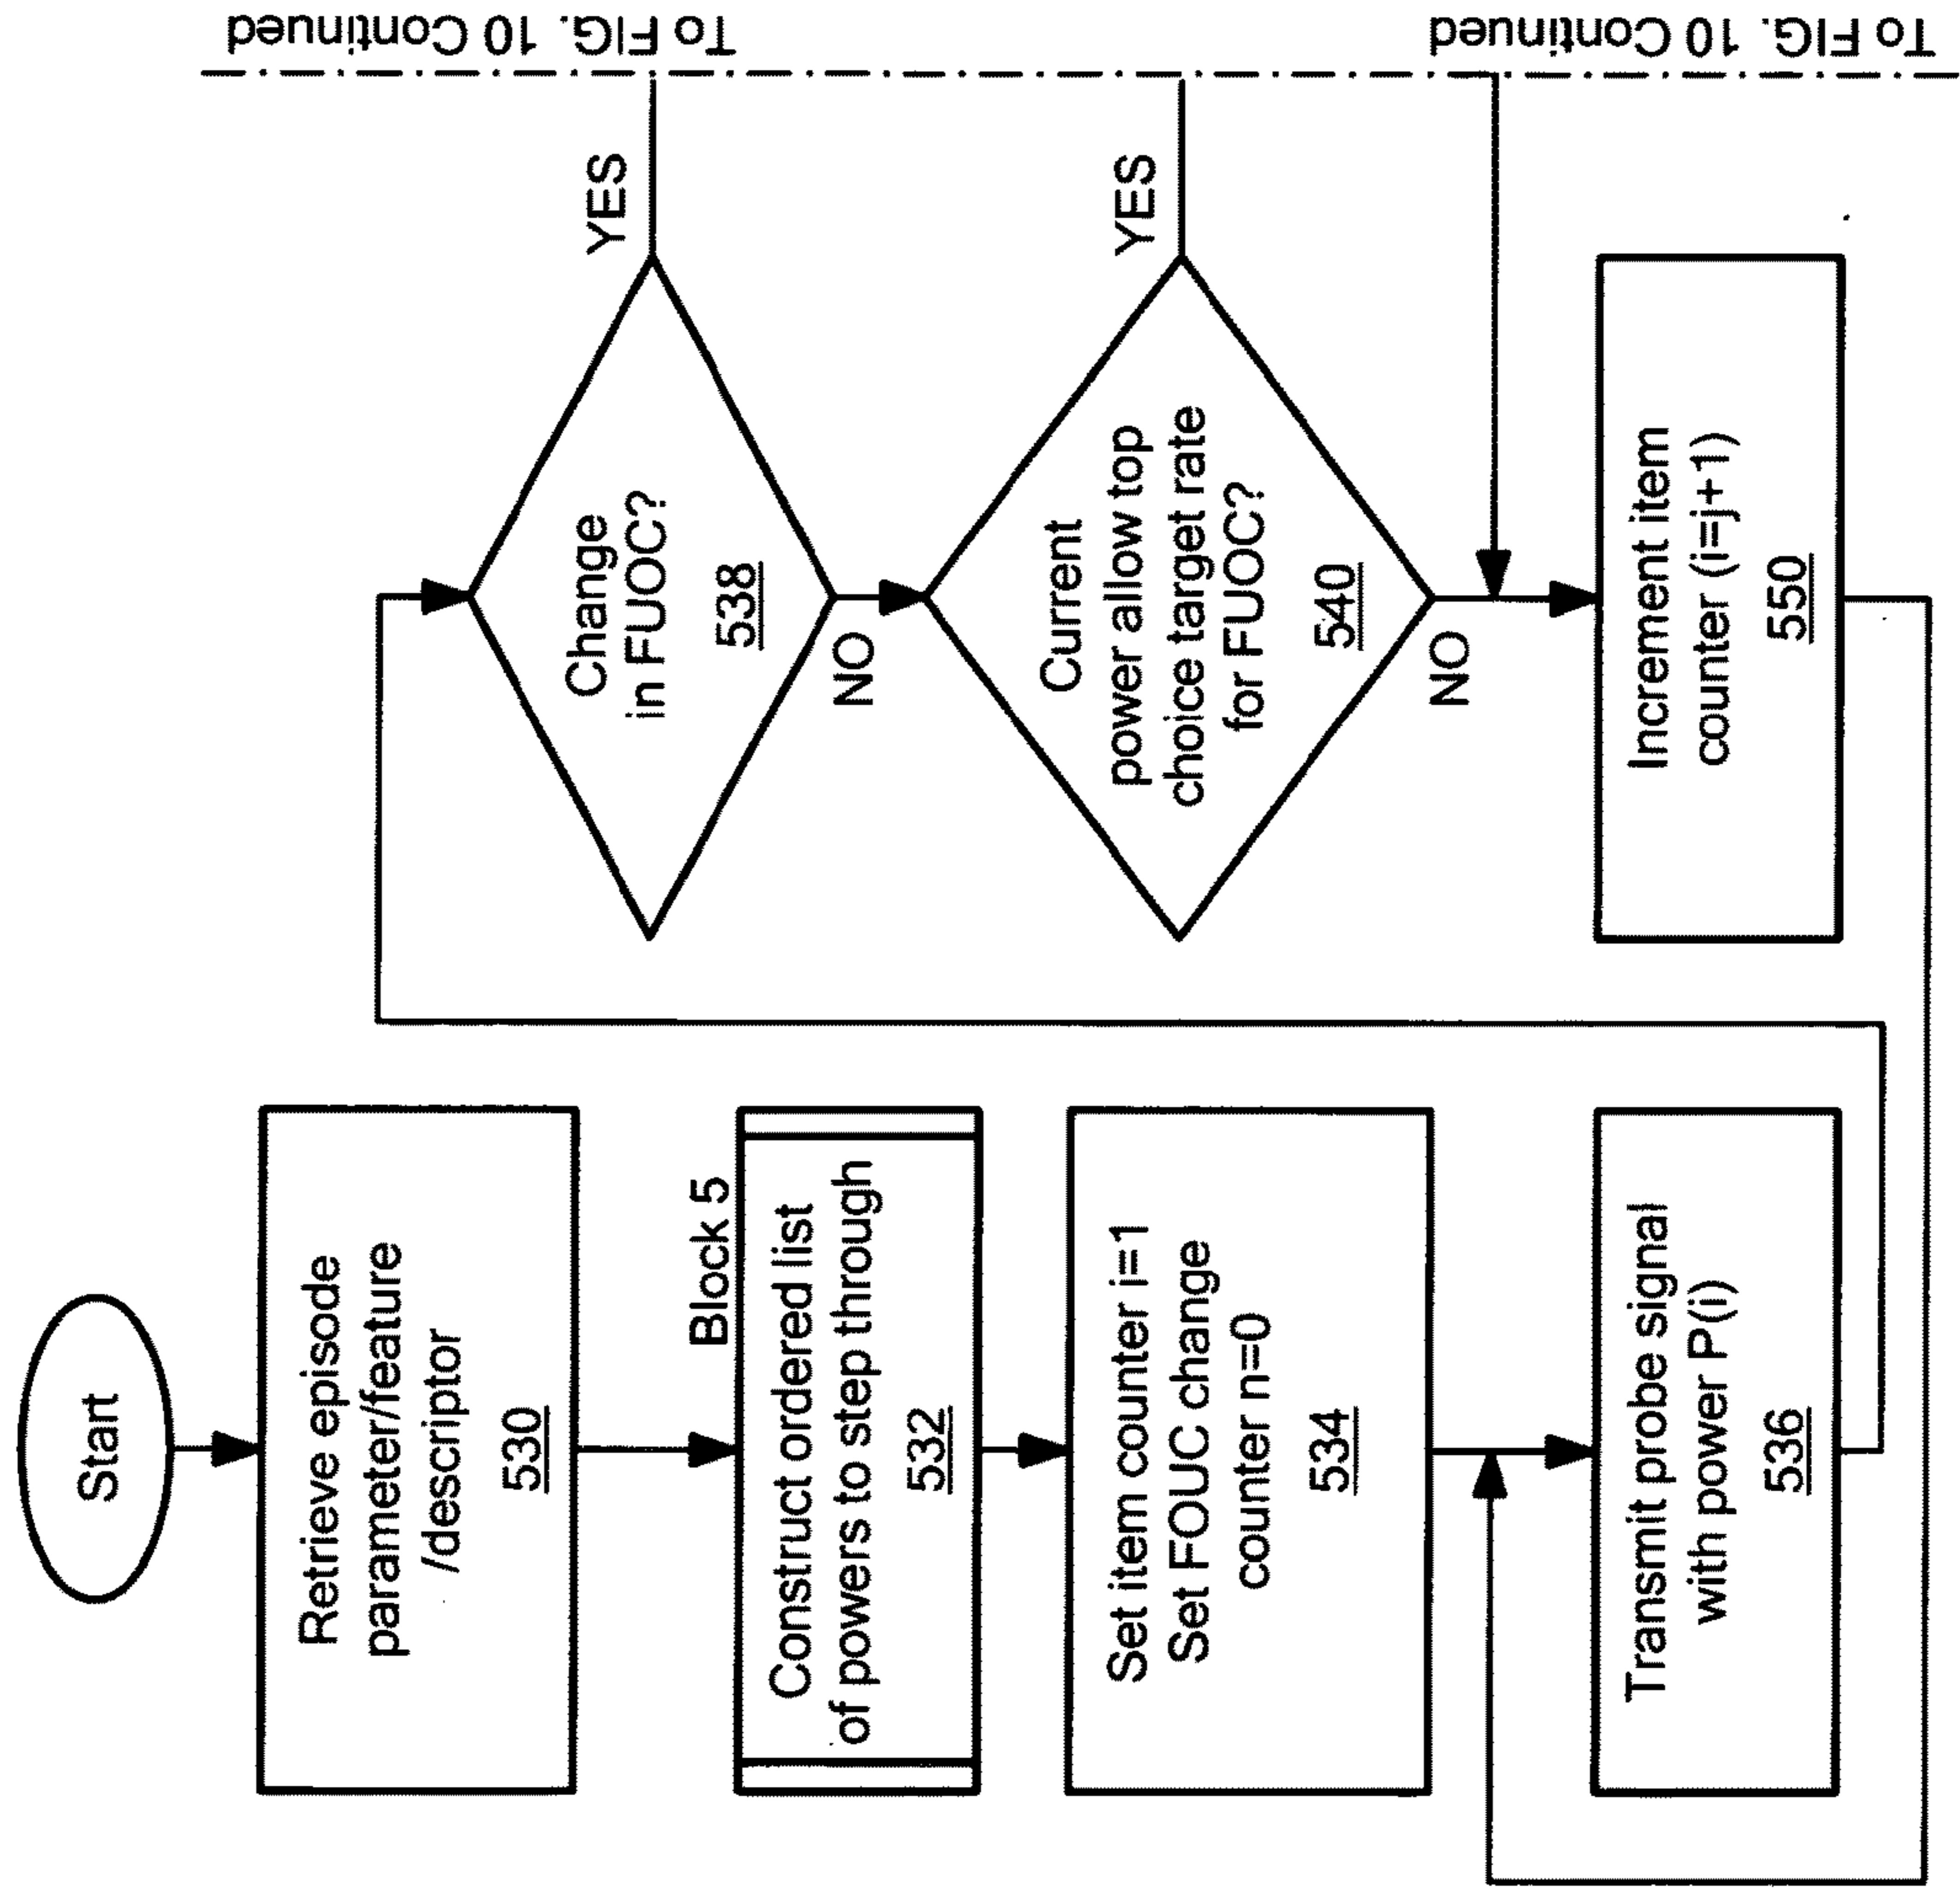 Start
Retrieve episode
parameter/feature
/descriptor
530
Block 5
Construct ordered list
of powers to step through
532
Set item counter i=1
Set FOUC change
counter n=0
534
Transmit probe signal
with power P(i)
536
Change
in FUOC?
538
YES
NO
Current
power allow top
choice target rate
for FUOC?
540
YES
NO
Increment item
counter (i=j+1)
550
To FIG. 10 Continued
To FIG. 10 Continued